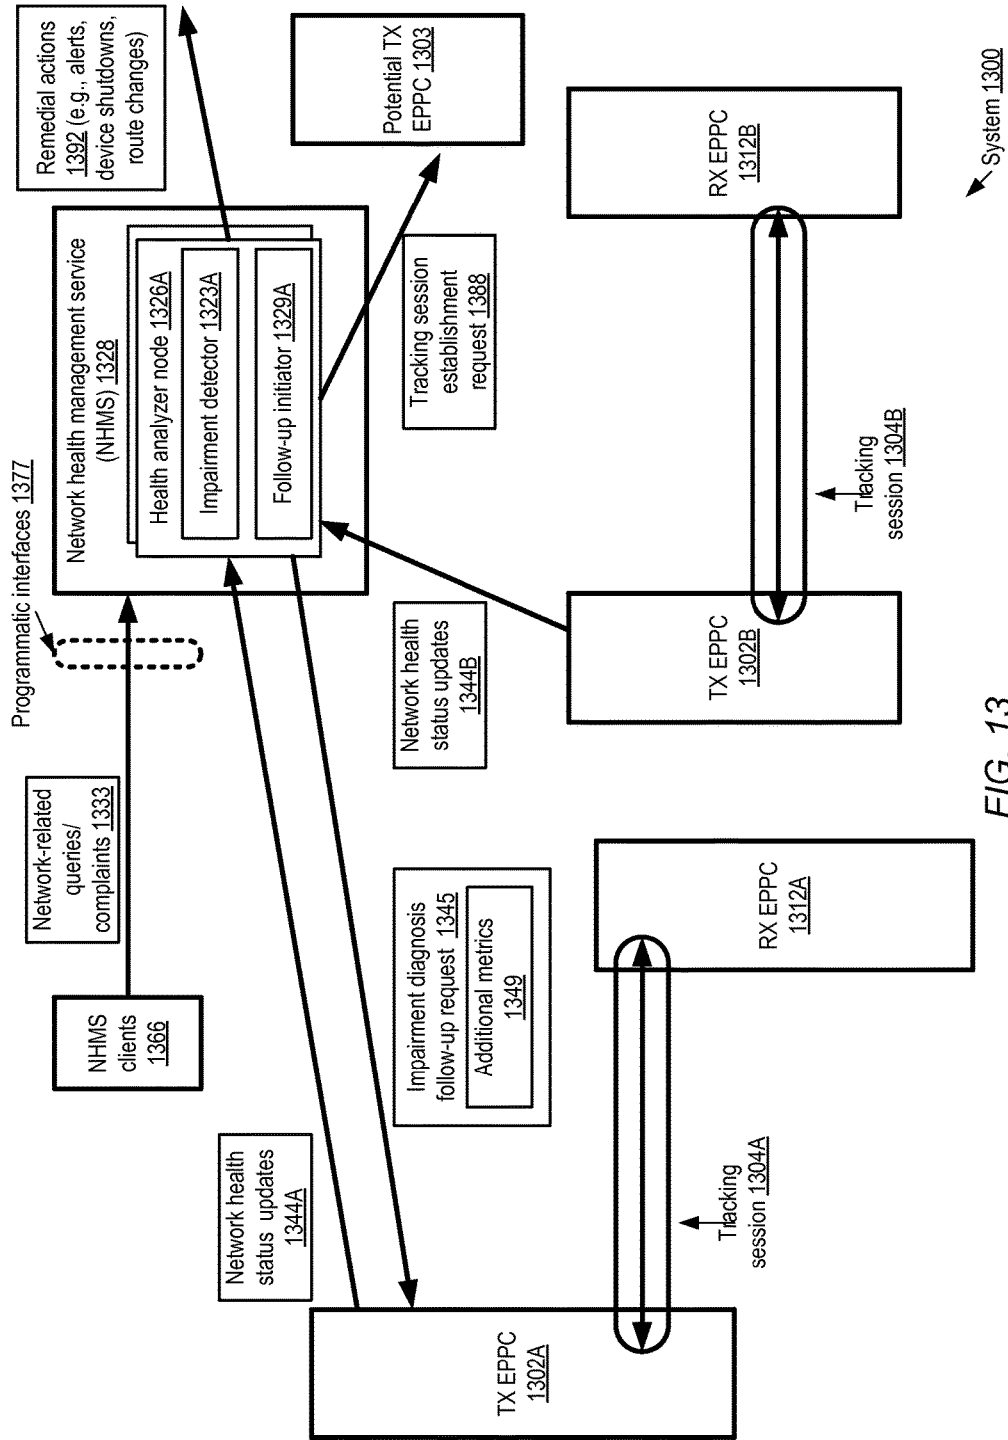 Programmatic interfaces 1377
NHMS
clients
1366
Network-related
queries/
complaints 1333
Network health management service
(NHMS) 1328
Health analyzer node 1326A
Impairment detector 1323A
Follow-up initiator 1329A
Remedial actions
1392 (e.g., alerts,
device shutdowns,
route changes)
Network health
status updates
1344A
Impairment diagnosis
follow-up request 1345
Additional metrics
1349
Network health
status updates
1344B
Tracking session
establishment
request 1388
Potential TX
EPPC 1303
TX EPPC
1302A
Tracking
session 1304A
RX EPPC
1312A
TX EPPC
1302B
Tracking
session 1304B
RX EPPC
1312B
System 1300
FIG. 13